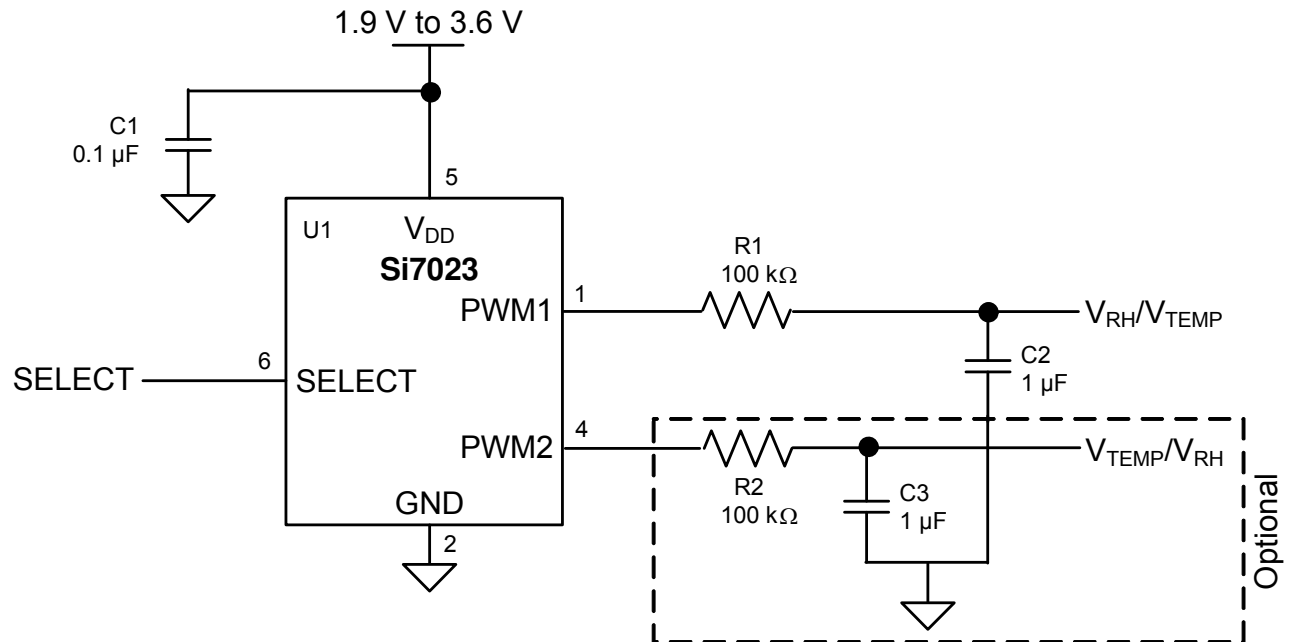 1.9 V to 3.6 V
C1
0.1 µF
5
U1
VDD
Si7023
R1
100 kΩ
PWM1
1
VRH/VTEMP
C2
1 µF
SELECT
6
SELECT
PWM2
4
VTEMP/VRH
R2
100 kΩ
C3
1 µF
GND
2
Optional